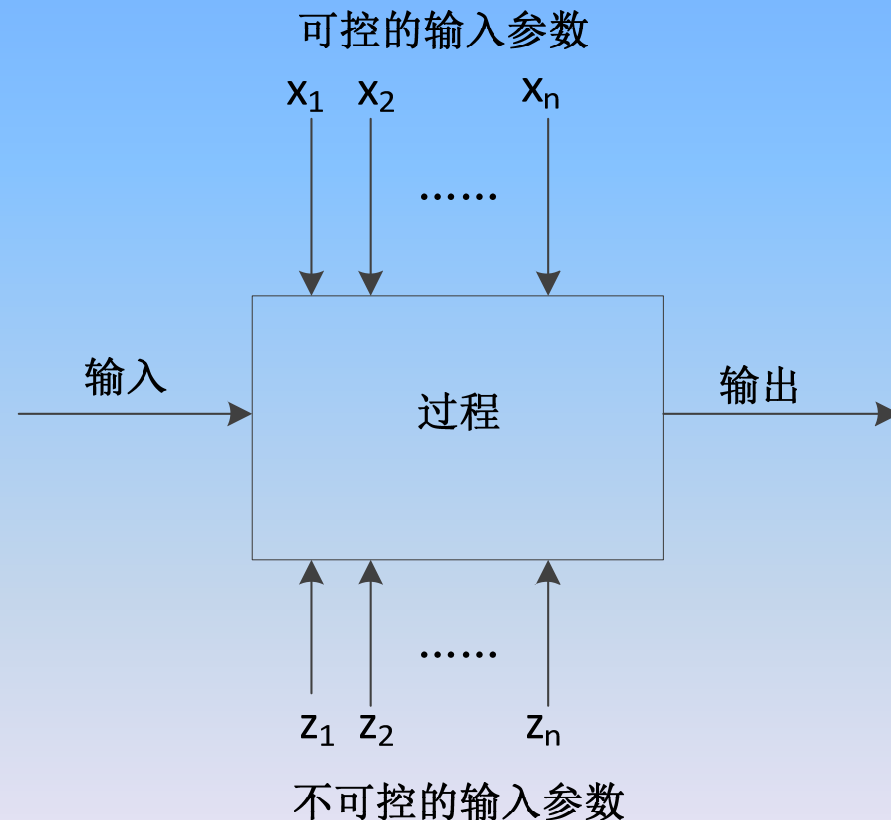 可控的输入参数
x₁ x₂ xₙ
……
输入
过程
输出
……
z₁ z₂ zₙ
不可控的输入参数